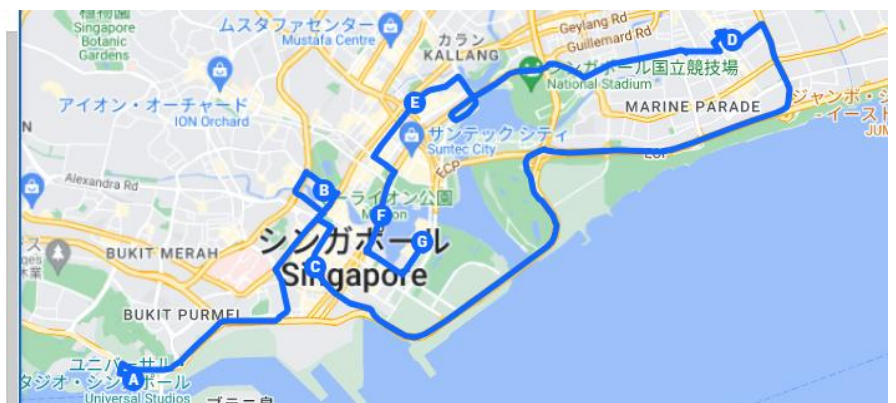 植物園
Singapore
Botanic
Gardens
ムスタファセンター
Mustafa Centre
カラン
KALLANG
Geylang Rd
Guillemard Rd
D
シンガポール国立競技場
National Stadium
アイオン・オーチャード
ION Orchard
E
MARINE PARADE
ジャンボ・シ
イースト
JUM
サンテック シティ
Suntec City
ECP
ECP
Alexandra Rd
B
ーライオン公園
F
G
シンガポール
Singapore
C
BUKIT MERAH
BUKIT PURMEI
ユニバーサル・
タジオ・シンガポール
Universal Studios
A
ブラニー島